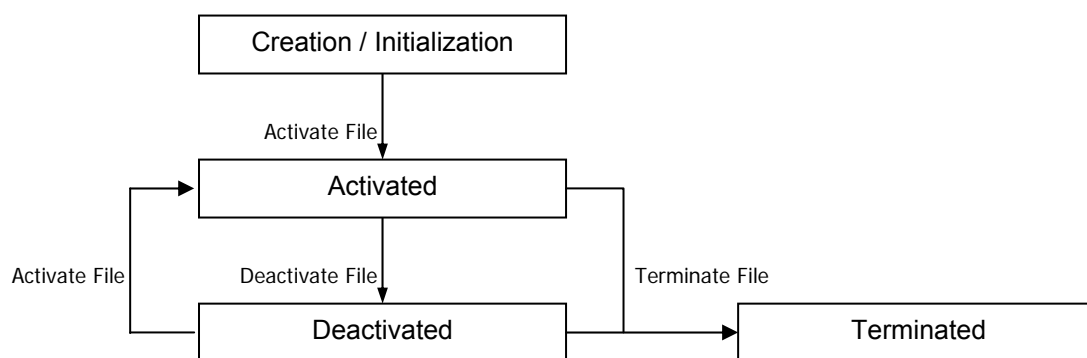 Creation / Initialization
Activate File
Activated
Activate File
Deactivate File
Terminate File
Deactivated
Terminated